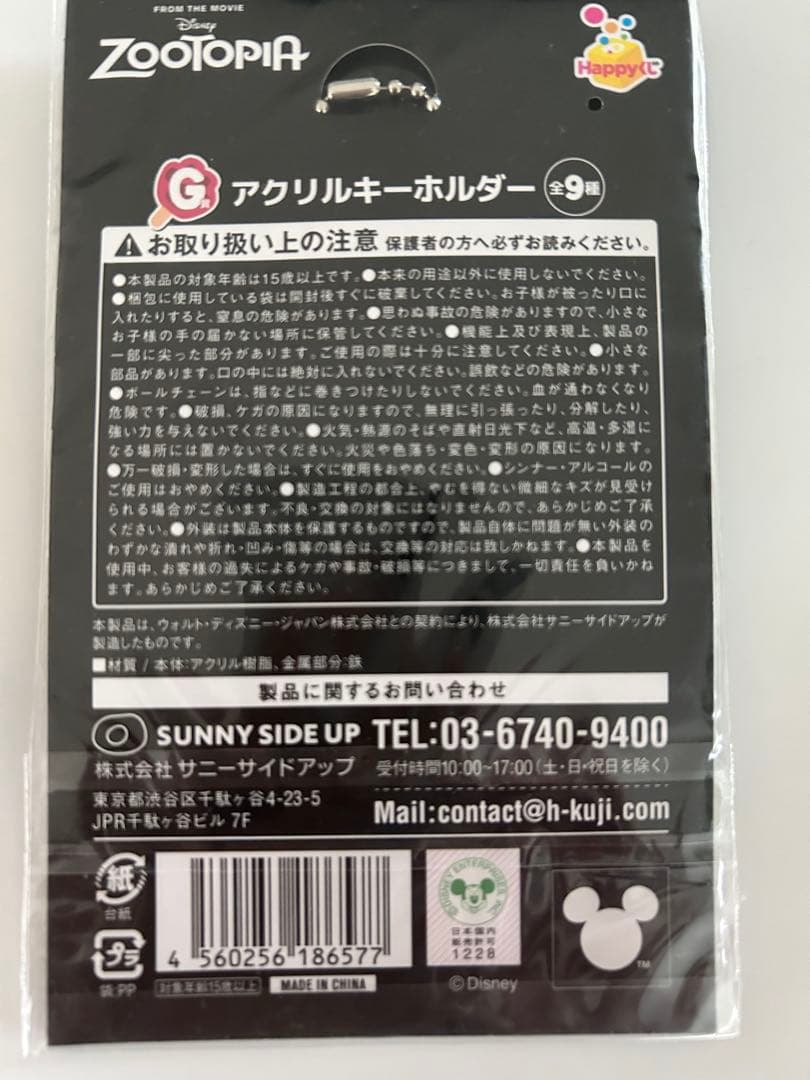 FROM THE MOVIE
Disney
ZOOTOPIA
Happyくじ
G賞 アクリルキーホルダー 全9種
お取り扱い上の注意 保護者の方へ必ずお読みください。
●本製品の対象年齢は15歳以上です。●本来の用途以外に使用しないでください。
●梱包に使用している袋は開封後すぐに破棄してください。お子様が被ったり口に
入れたりすると、窒息の危険があります。●思わぬ事故の危険がありますので、小さな
お子様の手の届かない場所に保管してください。●機能上及び表現上、製品の
一部に尖った部分があります。ご使用の際は十分に注意してください。●小さな
部品があります。口の中には絶対に入れないでください。誤飲などの危険があります。
●ボールチェーンは、指などに巻きつけたりしないでください。血が通わなくなり
危険です。●破損、ケガの原因になりますので、無理に引っ張ったり、分解したり、
強い力を与えないでください。●火気・熱源のそばや直射日光下など、高温・多湿に
なる場所には置かないでください。火災や色落ち・変色・変形の原因になります。
●万一破損・変形した場合は、すぐに使用をおやめください。●シンナー・アルコールの
ご使用はおやめください。●製造工程の都合上、やむを得ない微細なキズが見受け
られる場合がございます。不良・交換の対象にはなりませんので、あらかじめご了承
ください。●外装は製品本体を保護するものですので、製品自体に問題が無い外装の
わずかな潰れや折れ・凹み・傷等の場合は、交換等の対応は致しかねます。●本製品を
使用中、お客様の過失によるケガや事故・破損等につきまして、一切責任を負いかね
ます。あらかじめご了承ください。
本製品は、ウォルト・ディズニー・ジャパン株式会社との契約により、株式会社サニーサイドアップが
製造したものです。
■材質 / 本体:アクリル樹脂、金属部分:鉄
製品に関するお問い合わせ
SUNNY SIDE UP TEL:03-6740-9400
株式会社 サニーサイドアップ 受付時間10:00~17:00(土・日・祝日を除く)
東京都渋谷区千駄ヶ谷4-23-5
JPR千駄ヶ谷ビル 7F
Mail:contact@h-kuji.com
紙
台紙
プラ
袋:PP
4 560256 186577
対象年齢15歳以上 MADE IN CHINA
©DISNEY ENTERPRISES, INC.
日本国内
販売許可
1228
©Disney
TM